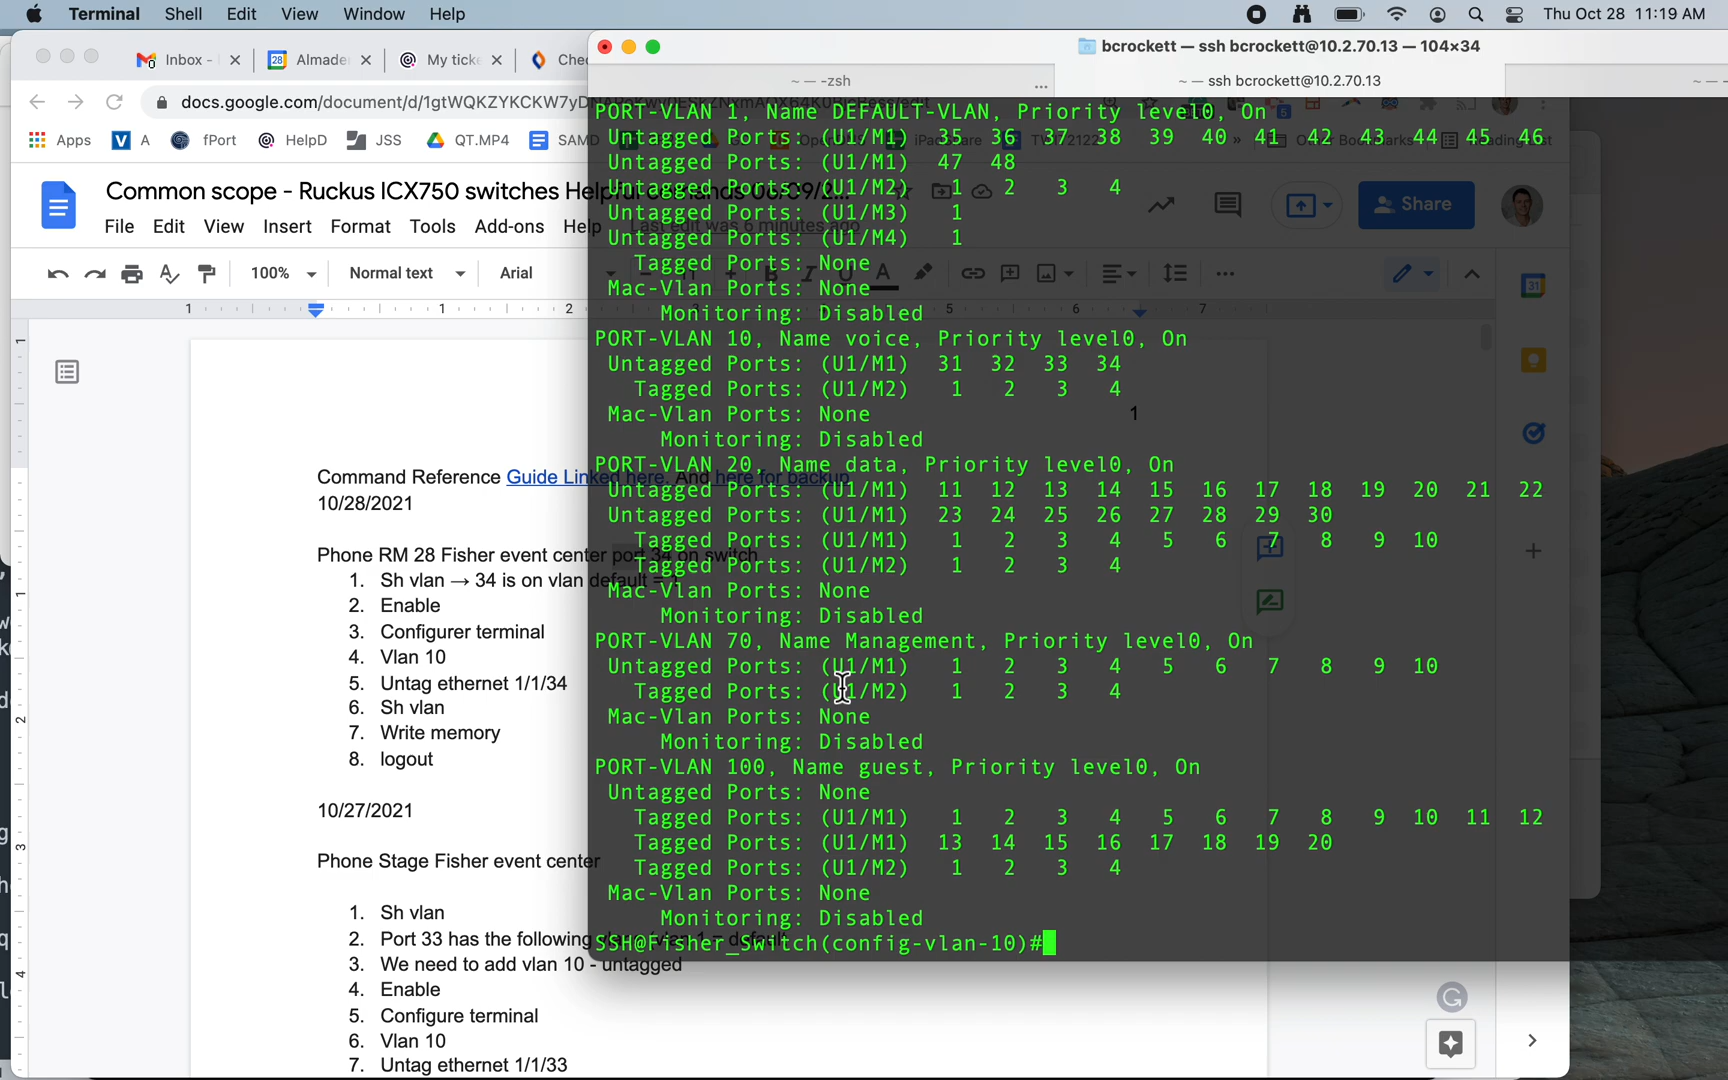 Terminal Shell Edit View Window Help
Thu Oct 28 11:19 AM
Inbox -
28 Almade
My ticke
Che
bcrockett — ssh bcrockett@10.2.70.13 — 104×34
~ — -zsh
...
~ — ssh bcrockett@10.2.70.13
~ —
docs.google.com/document/d/1gtWQKZYKCKW7yD
Apps
V A
fPort
HelpD
JSS
QT.MP4
SAMD
Common scope - Ruckus ICX750 switches Help
Share
File Edit View Insert Format Tools Add-ons Help
Last edit was 6 minutes ago
100%
Normal text
Arial
PORT-VLAN 1, Name DEFAULT-VLAN, Priority level0, On
Untagged Ports: (U1/M1) 35 36 37 38 39 40 41 42 43 44 45 46
Untagged Ports: (U1/M1) 47 48
Untagged Ports: (U1/M2) 1 2 3 4
Untagged Ports: (U1/M3) 1
Untagged Ports: (U1/M4) 1
Tagged Ports: None
Mac-Vlan Ports: None
Monitoring: Disabled
PORT-VLAN 10, Name voice, Priority level0, On
Untagged Ports: (U1/M1) 31 32 33 34
Tagged Ports: (U1/M2) 1 2 3 4
Mac-Vlan Ports: None
Monitoring: Disabled
PORT-VLAN 20, Name data, Priority level0, On
Untagged Ports: (U1/M1) 11 12 13 14 15 16 17 18 19 20 21 22
Untagged Ports: (U1/M1) 23 24 25 26 27 28 29 30
Tagged Ports: (U1/M1) 1 2 3 4 5 6 7 8 9 10
Tagged Ports: (U1/M2) 1 2 3 4
Mac-Vlan Ports: None
Monitoring: Disabled
PORT-VLAN 70, Name Management, Priority level0, On
Untagged Ports: (U1/M1) 1 2 3 4 5 6 7 8 9 10
Tagged Ports: (U1/M2) 1 2 3 4
Mac-Vlan Ports: None
Monitoring: Disabled
PORT-VLAN 100, Name guest, Priority level0, On
Untagged Ports: None
Tagged Ports: (U1/M1) 1 2 3 4 5 6 7 8 9 10 11 12
Tagged Ports: (U1/M1) 13 14 15 16 17 18 19 20
Tagged Ports: (U1/M2) 1 2 3 4
Mac-Vlan Ports: None
Monitoring: Disabled
SSH@Fisher_Switch(config-vlan-10)#
1
Command Reference Guide Linked here. And here for backup
10/28/2021
Phone RM 28 Fisher event center port 34 on switch
1. Sh vlan → 34 is on vlan default = 1
2. Enable
3. Configurer terminal
4. Vlan 10
5. Untag ethernet 1/1/34
6. Sh vlan
7. Write memory
8. logout
10/27/2021
Phone Stage Fisher event center
1. Sh vlan
2. Port 33 has the following vlan 1 = default
3. We need to add vlan 10 - untagged
4. Enable
5. Configure terminal
6. Vlan 10
7. Untag ethernet 1/1/33